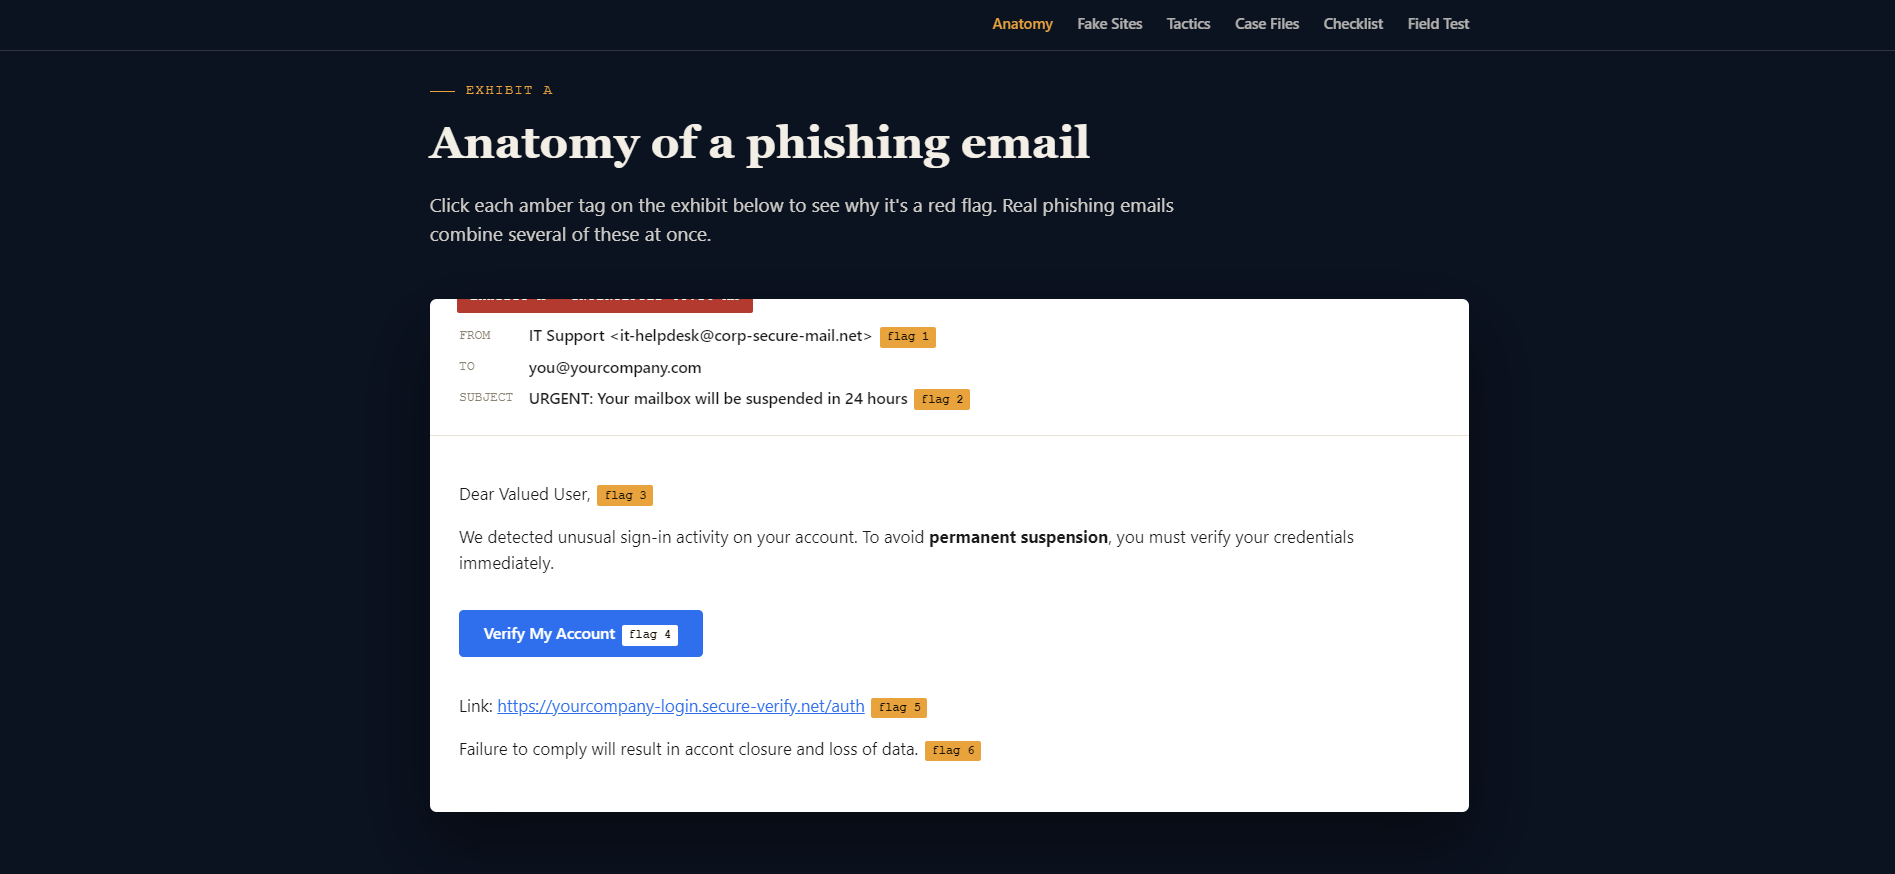 Anatomy Fake Sites Tactics Case Files Checklist Field Test
EXHIBIT A
Anatomy of a phishing email
Click each amber tag on the exhibit below to see why it's a red flag. Real phishing emails
combine several of these at once.
FROM IT Support <it-helpdesk@corp-secure-mail.net> flag 1
TO you@yourcompany.com
SUBJECT URGENT: Your mailbox will be suspended in 24 hours flag 2
Dear Valued User, flag 3
We detected unusual sign-in activity on your account. To avoid permanent suspension, you must verify your credentials
immediately.
Verify My Account flag 4
Link: https://yourcompany-login.secure-verify.net/auth flag 5
Failure to comply will result in accont closure and loss of data. flag 6